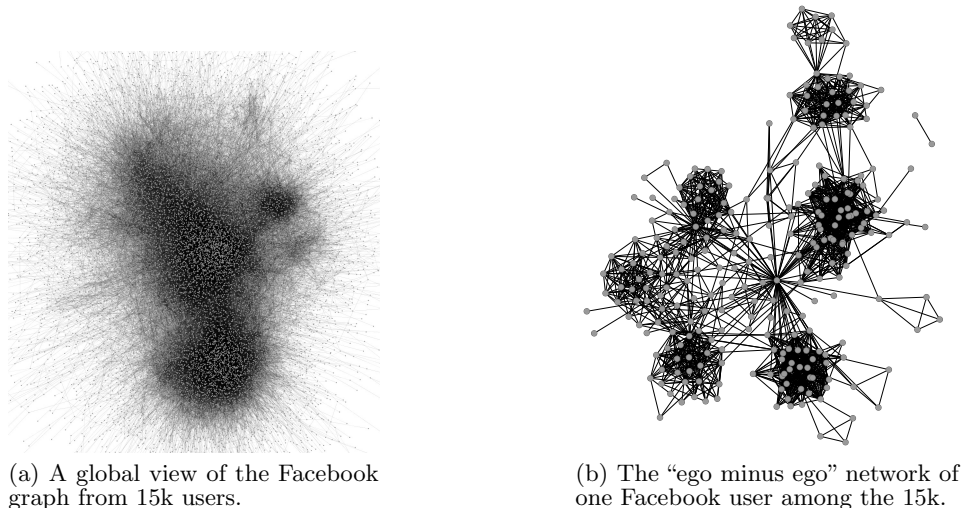 (a) A global view of the Facebook
graph from 15k users.
(b) The “ego minus ego” network of
one Facebook user among the 15k.